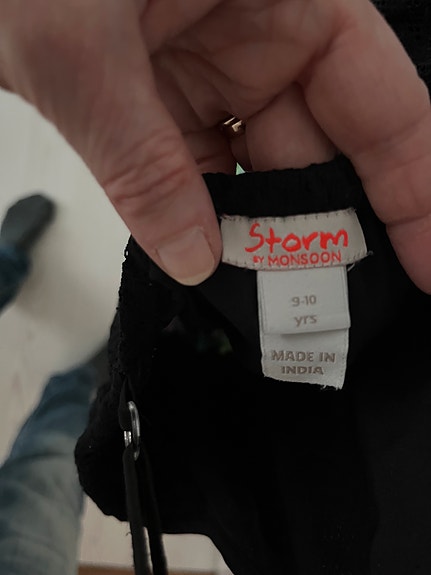 Storm
BY MONSOON
9-10
yrs
MADE IN
INDIA